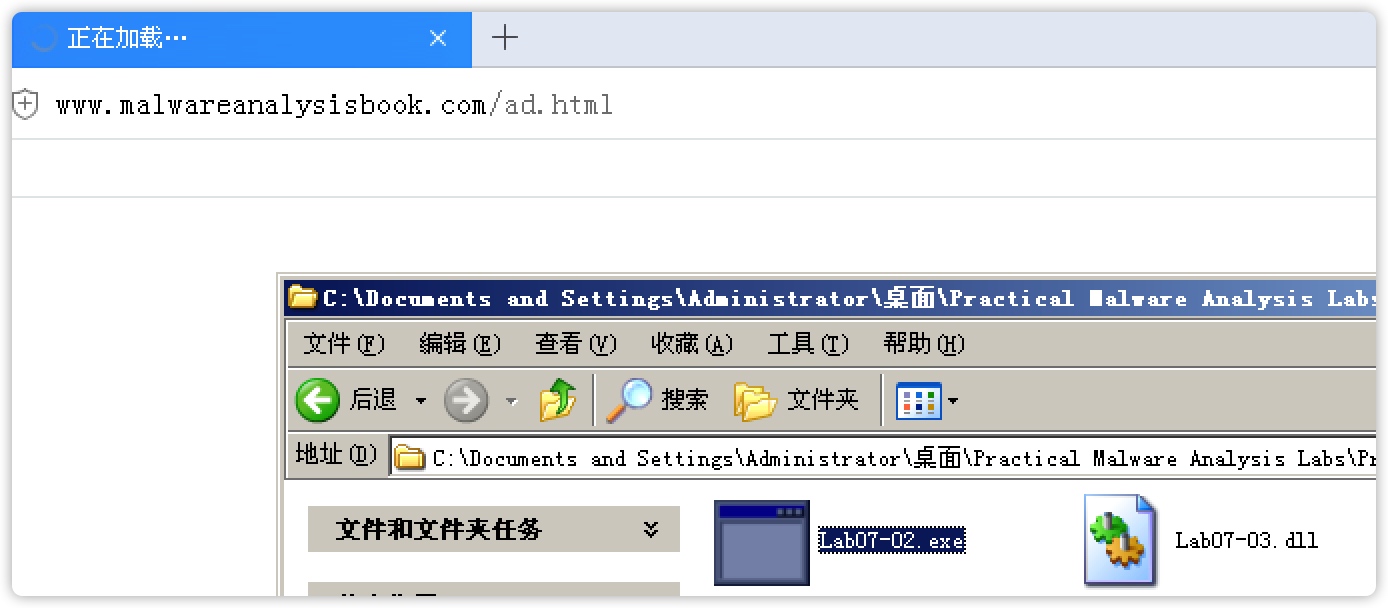 正在加载…
www.malwareanalysisbook.com/ad.html
C:\Documents and Settings\Administrator\桌面\Practical Malware Analysis Labs
文件(F) 编辑(E) 查看(V) 收藏(A) 工具(T) 帮助(H)
后退 搜索 文件夹
地址(D) C:\Documents and Settings\Administrator\桌面\Practical Malware Analysis Labs\Pr
文件和文件夹任务 Lab07-02.exe Lab07-03.dll